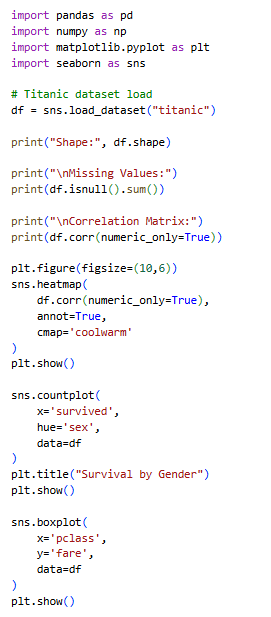 import pandas as pd
import numpy as np
import matplotlib.pyplot as plt
import seaborn as sns

# Titanic dataset load
df = sns.load_dataset("titanic")

print("Shape:", df.shape)

print("\nMissing Values:")
print(df.isnull().sum())

print("\nCorrelation Matrix:")
print(df.corr(numeric_only=True))

plt.figure(figsize=(10,6))
sns.heatmap(
    df.corr(numeric_only=True),
    annot=True,
    cmap='coolwarm'
)
plt.show()

sns.countplot(
    x='survived',
    hue='sex',
    data=df
)
plt.title("Survival by Gender")
plt.show()

sns.boxplot(
    x='pclass',
    y='fare',
    data=df
)
plt.show()